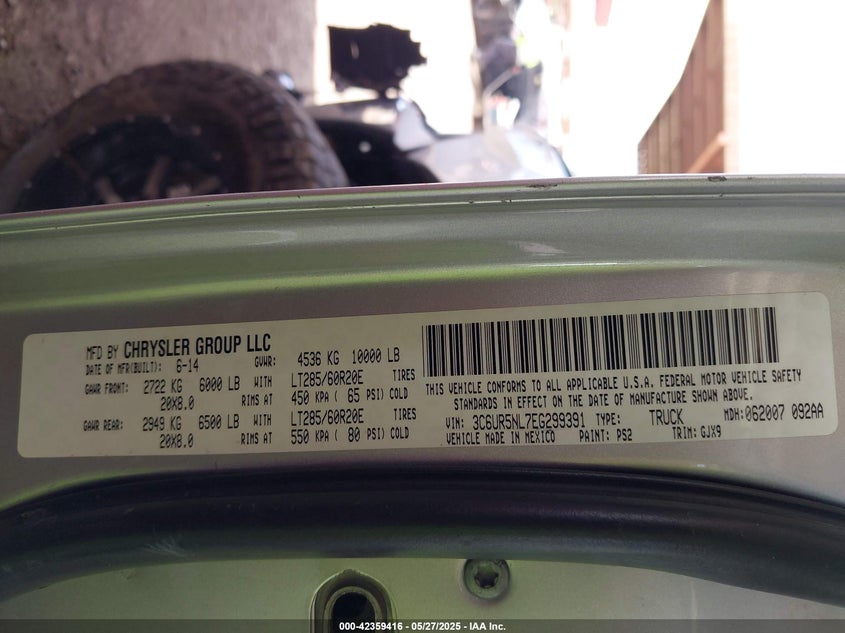 MFD BY CHRYSLER GROUP LLC
DATE OF MFR(BUILT): 6-14 GVWR: 4536 KG 10000 LB
GAWR FRONT: 2722 KG 6000 LB WITH LT285/60R20E TIRES
20X8.0 RIMS AT 450 KPA ( 65 PSI) COLD
GAWR REAR: 2949 KG 6500 LB WITH LT285/60R20E TIRES
20X8.0 RIMS AT 550 KPA ( 80 PSI) COLD
THIS VEHICLE CONFORMS TO ALL APPLICABLE U.S.A. FEDERAL MOTOR VEHICLE SAFETY
STANDARDS IN EFFECT ON THE DATE OF MANUFACTURE SHOWN ABOVE.
VIN: 3C6UR5NL7EG299391 TYPE: TRUCK MDH: 062007 092AA
VEHICLE MADE IN MEXICO PAINT: PS2 TRIM: GJX9
000-42359416 - 05/27/2025 - IAA Inc.